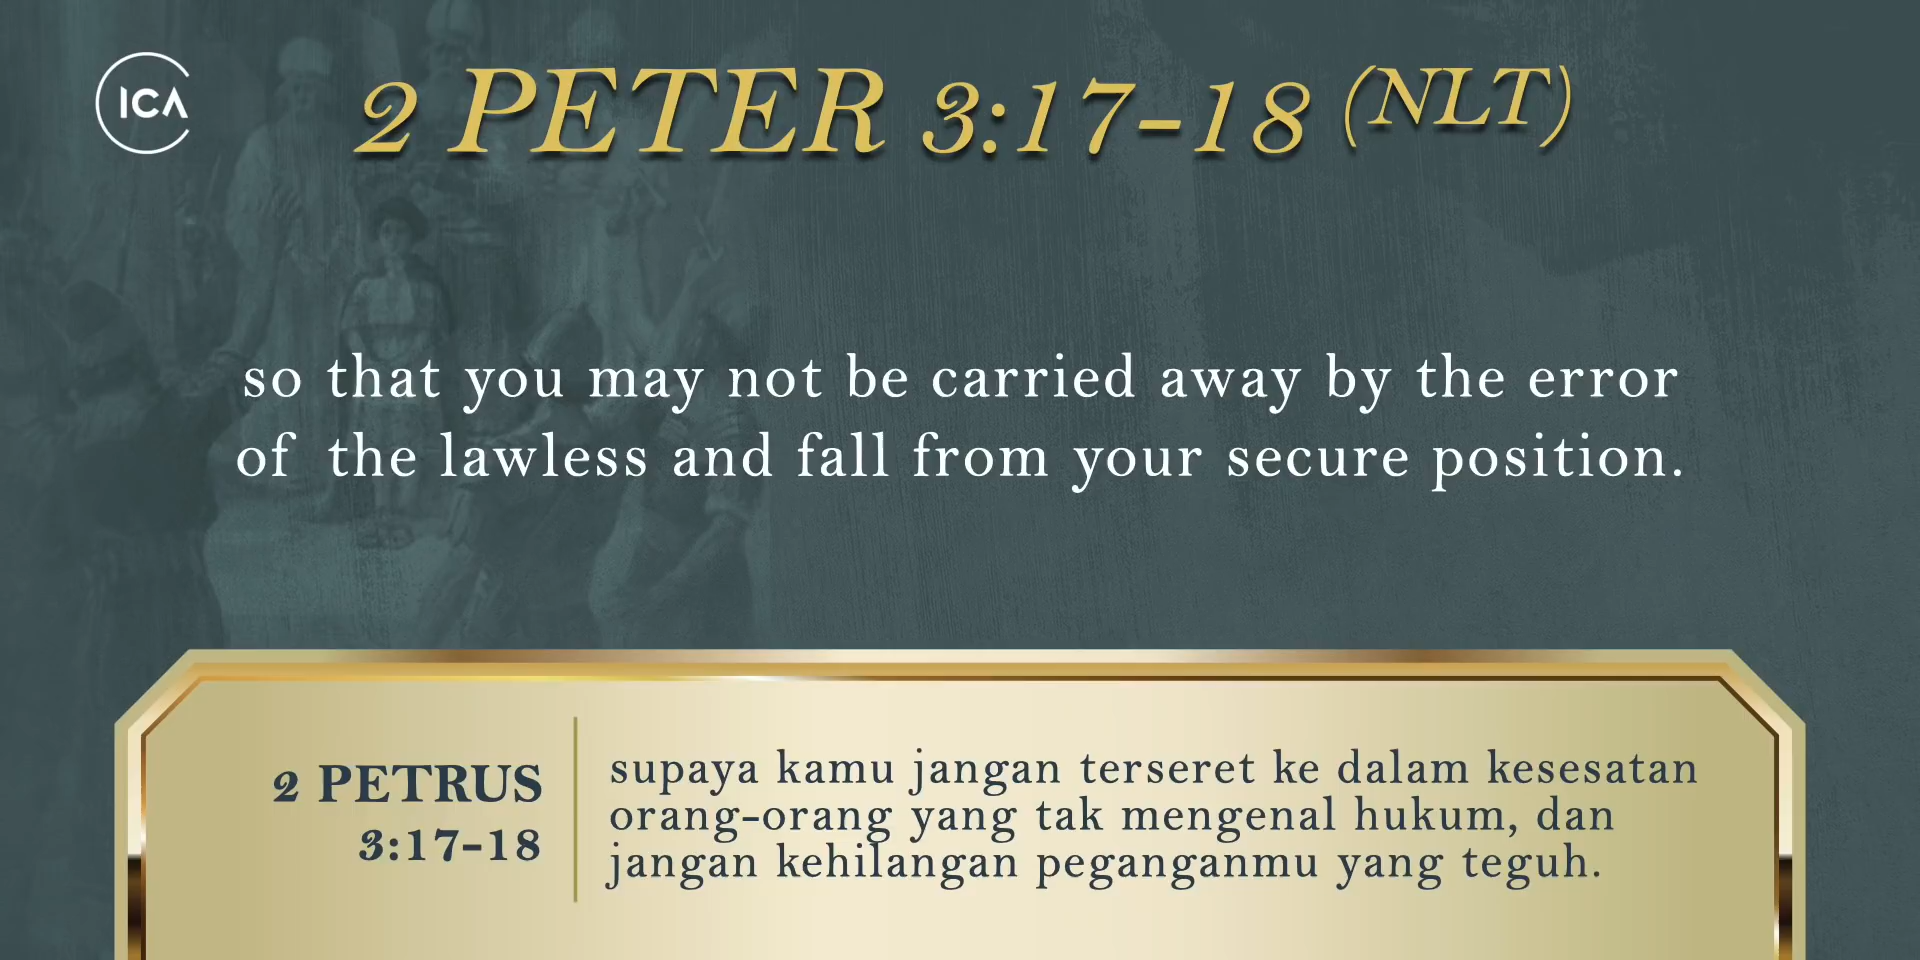 ICA
2 PETER 3:17-18 (NLT)
so that you may not be carried away by the error
of the lawless and fall from your secure position.
2 PETRUS
3:17-18
supaya kamu jangan terseret ke dalam kesesatan
orang-orang yang tak mengenal hukum, dan
jangan kehilangan peganganmu yang teguh.